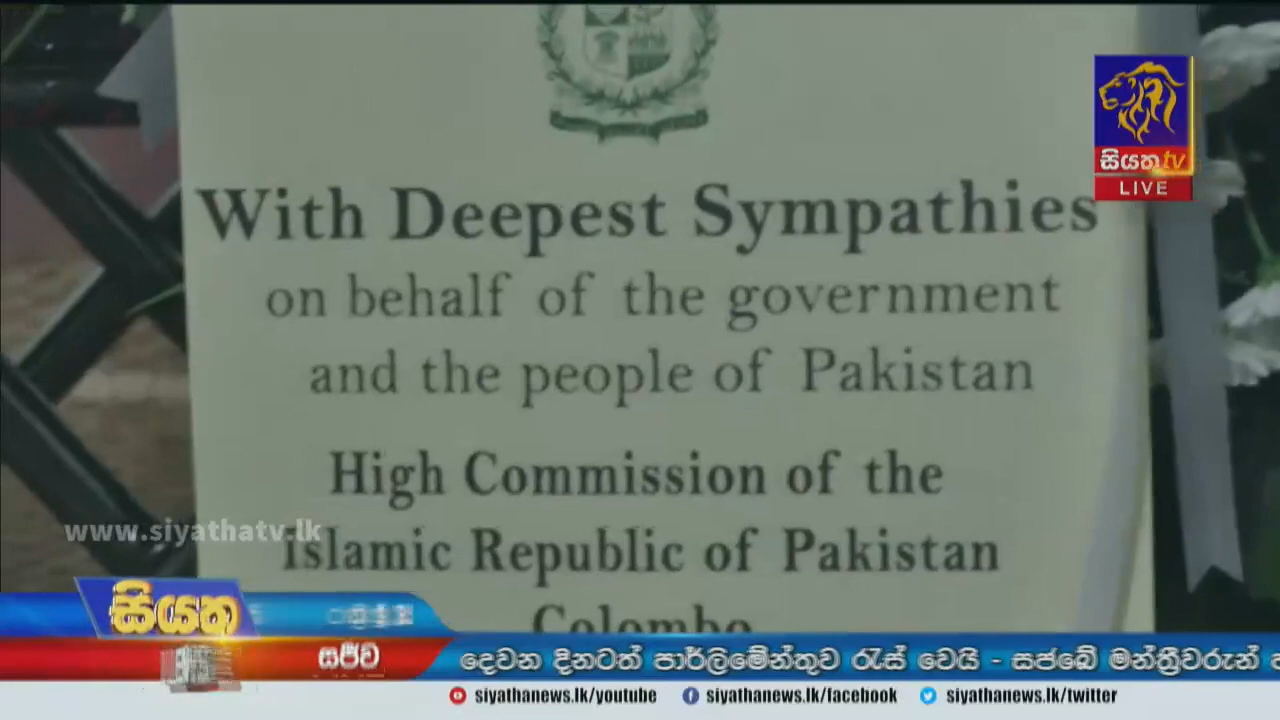 සියත tv
LIVE
With Deepest Sympathies
on behalf of the government
and the people of Pakistan
High Commission of the
Islamic Republic of Pakistan
Colombo
www.siyathatv.lk
සියත
සජීව
දෙවන දිනටත් පාර්ලිමේන්තුව රැස් වෙයි - සජබේ මන්ත්‍රීවරුන්
siyathanews.lk/youtube
siyathanews.lk/facebook
siyathanews.lk/twitter